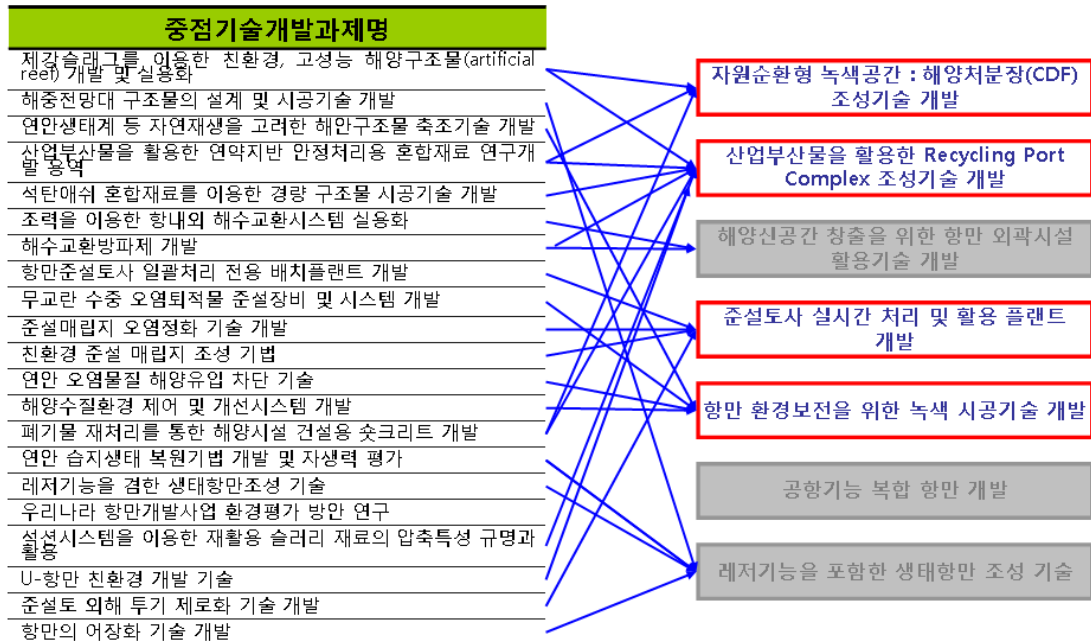 중점기술개발과제명
제강슬래그를 이용한 친환경, 고성능 해양구조물(artificial
reef) 개발 및 실용화
해중전망대 구조물의 설계 및 시공기술 개발
연안생태계 등 자연재생을 고려한 해안구조물 축조기술 개발
산업부산물을 활용한 연약지반 안정처리용 혼합재료 연구개
발 용역
석탄애쉬 혼합재료를 이용한 경량 구조물 시공기술 개발
조력을 이용한 항내외 해수교환시스템 실용화
해수교환방파제 개발
항만준설토사 일괄처리 전용 배치플랜트 개발
무교란 수중 오염퇴적물 준설장비 및 시스템 개발
준설매립지 오염정화 기술 개발
친환경 준설 매립지 조성 기법
연안 오염물질 해양유입 차단 기술
해양수질환경 제어 및 개선시스템 개발
폐기물 재처리를 통한 해양시설 건설용 숏크리트 개발
연안 습지생태 복원기법 개발 및 자생력 평가
레저기능을 겸한 생태항만조성 기술
우리나라 항만개발사업 환경평가 방안 연구
석션시스템을 이용한 재활용 슬러리 재료의 압축특성 규명과
활용
U-항만 친환경 개발 기술
준설토 외해 투기 제로화 기술 개발
항만의 어장화 기술 개발
자원순환형 녹색공간 : 해양처분장(CDF)
조성기술 개발
산업부산물을 활용한 Recycling Port
Complex 조성기술 개발
해양신공간 창출을 위한 항만 외곽시설
활용기술 개발
준설토사 실시간 처리 및 활용 플랜트
개발
항만 환경보전을 위한 녹색 시공기술 개발
공항기능 복합 항만 개발
레저기능을 포함한 생태항만 조성 기술